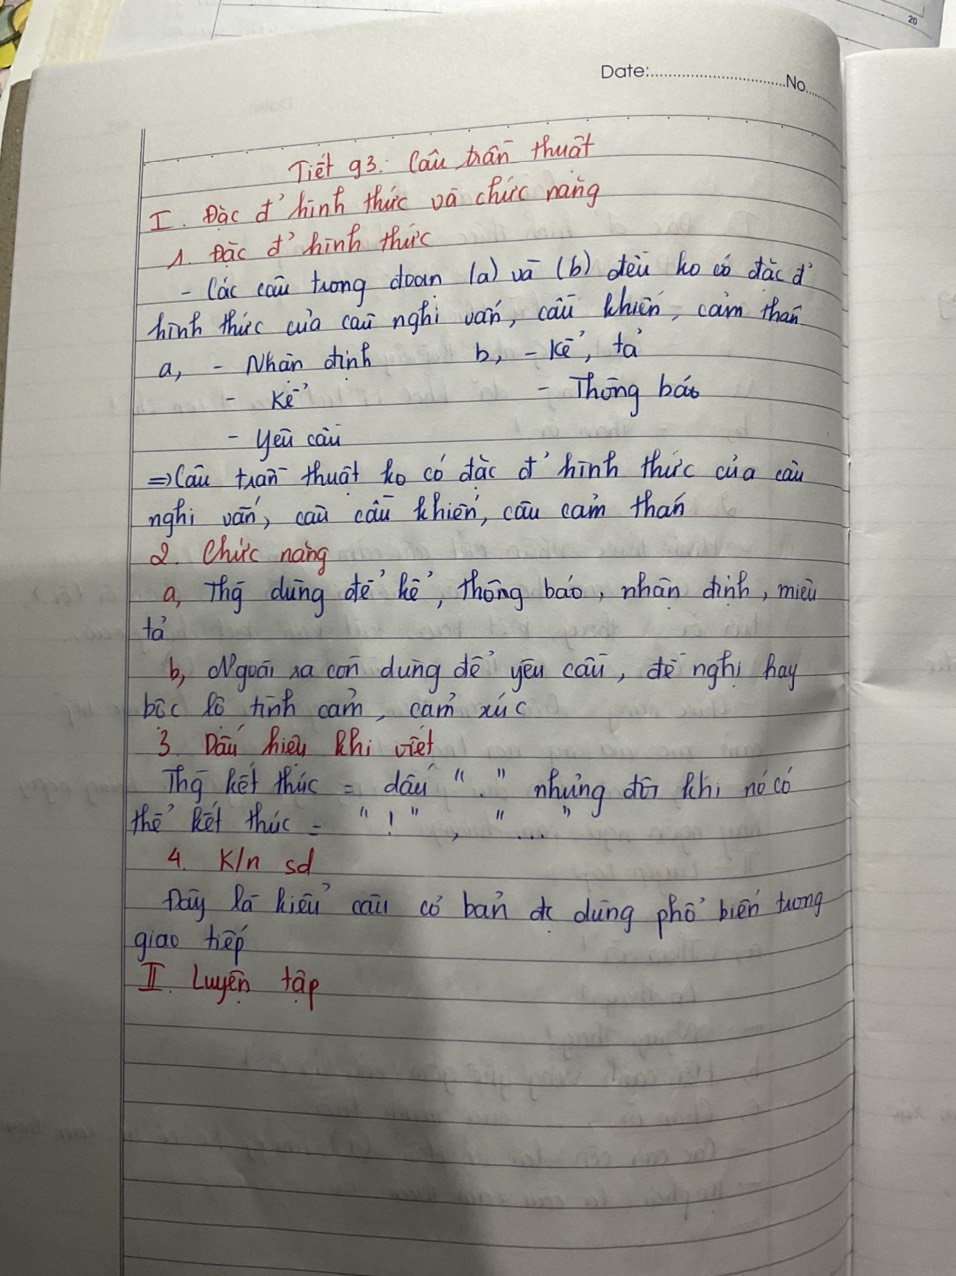 20
Date:................................No......
Tiết 93: Câu trần thuật
I. Đặc đ' hình thức và chức năng
1. Đặc đ' hình thức
- Các câu trong đoạn (a) và (b) đều ko có đặc đ'
hình thức của câu nghi vấn, cầu khiến, cảm thán
a, - Nhận định b, - Kể, tả
- Kể - Thông báo
- Yêu cầu
=> Câu trần thuật ko có đặc đ' hình thức của câu
nghi vấn, câu cầu khiến, câu cảm thán
2. Chức năng
a, Thg dùng để kể, thông báo, nhận định, miêu
tả
b, Ngoài ra còn dùng để yêu cầu, đề nghị hay
bộc lộ tình cảm, cảm xúc
3. Dấu hiệu khi viết
Thg kết thúc = dấu " . " nhưng đôi khi nó có
thể kết thúc = " ! ", " ... "
4. K/n sd
Đây là kiểu câu cơ bản đc dùng phổ biến trong
giao tiếp
II. Luyện tập